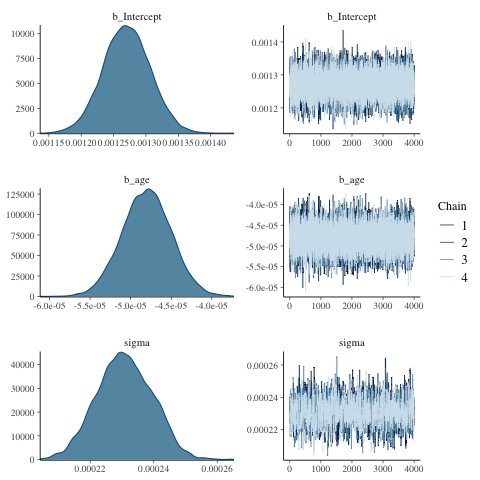 b_Intercept
b_Intercept
10000
7500
5000
2500
0
0.00115 0.00120 0.00125 0.00130 0.00135 0.00140
0.0014
0.0013
0.0012
0 1000 2000 3000 4000
b_age
b_age
125000
100000
75000
50000
25000
0
-6.0e-05 -5.5e-05 -5.0e-05 -4.5e-05 -4.0e-05
-4.0e-05
-4.5e-05
-5.0e-05
-5.5e-05
-6.0e-05
0 1000 2000 3000 4000
Chain
1
2
3
4
sigma
sigma
40000
30000
20000
10000
0
0.00022 0.00024 0.00026
0.00026
0.00024
0.00022
0 1000 2000 3000 4000